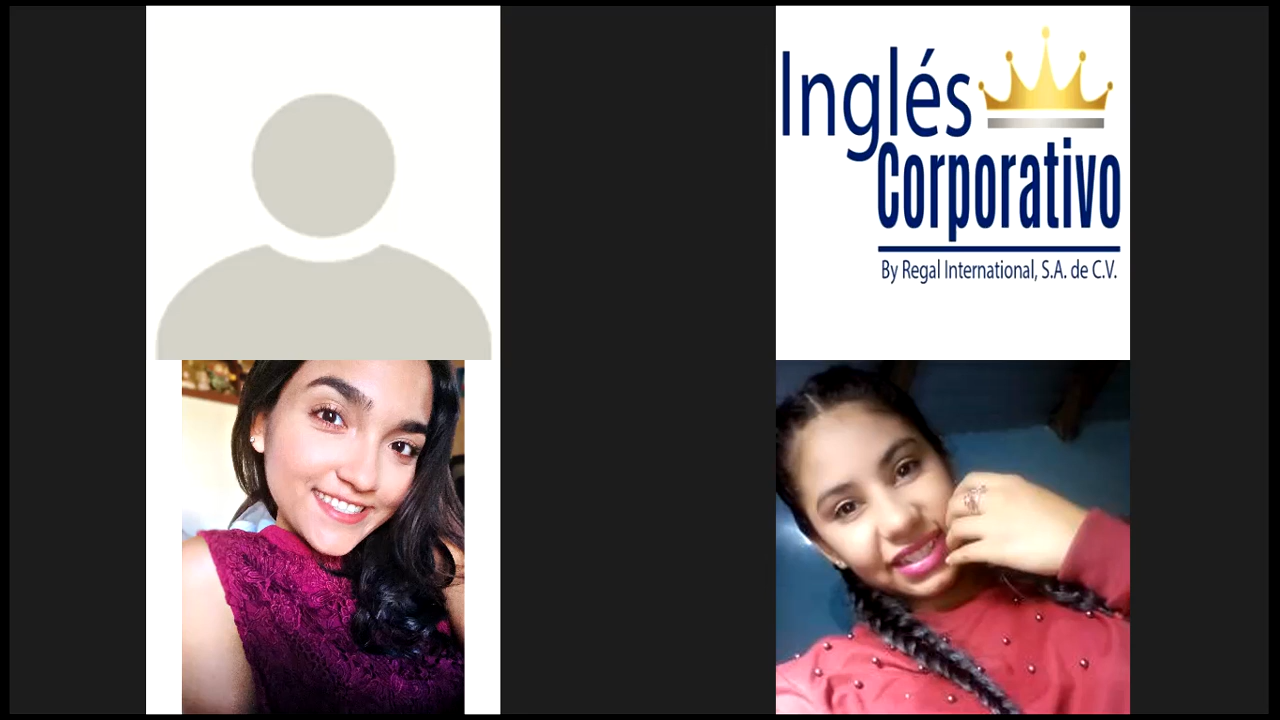 Inglés
Corporativo
By Regal International, S.A. de C.V.